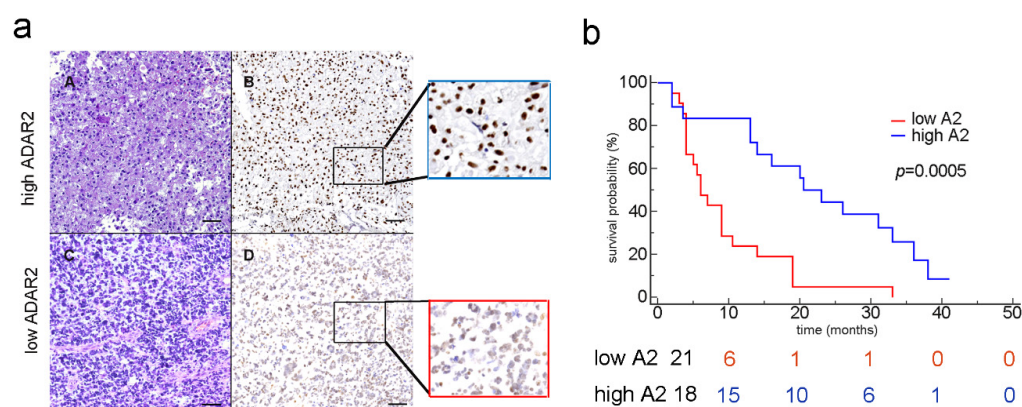 a
high ADAR2
A
B
low ADAR2
C
D
b
100
80
60
40
20
0
survival probability (%)
low A2
high A2
p=0.0005
0
10
20
30
40
50
time (months)
low A2 21 6 1 1 0 0
high A2 18 15 10 6 1 0